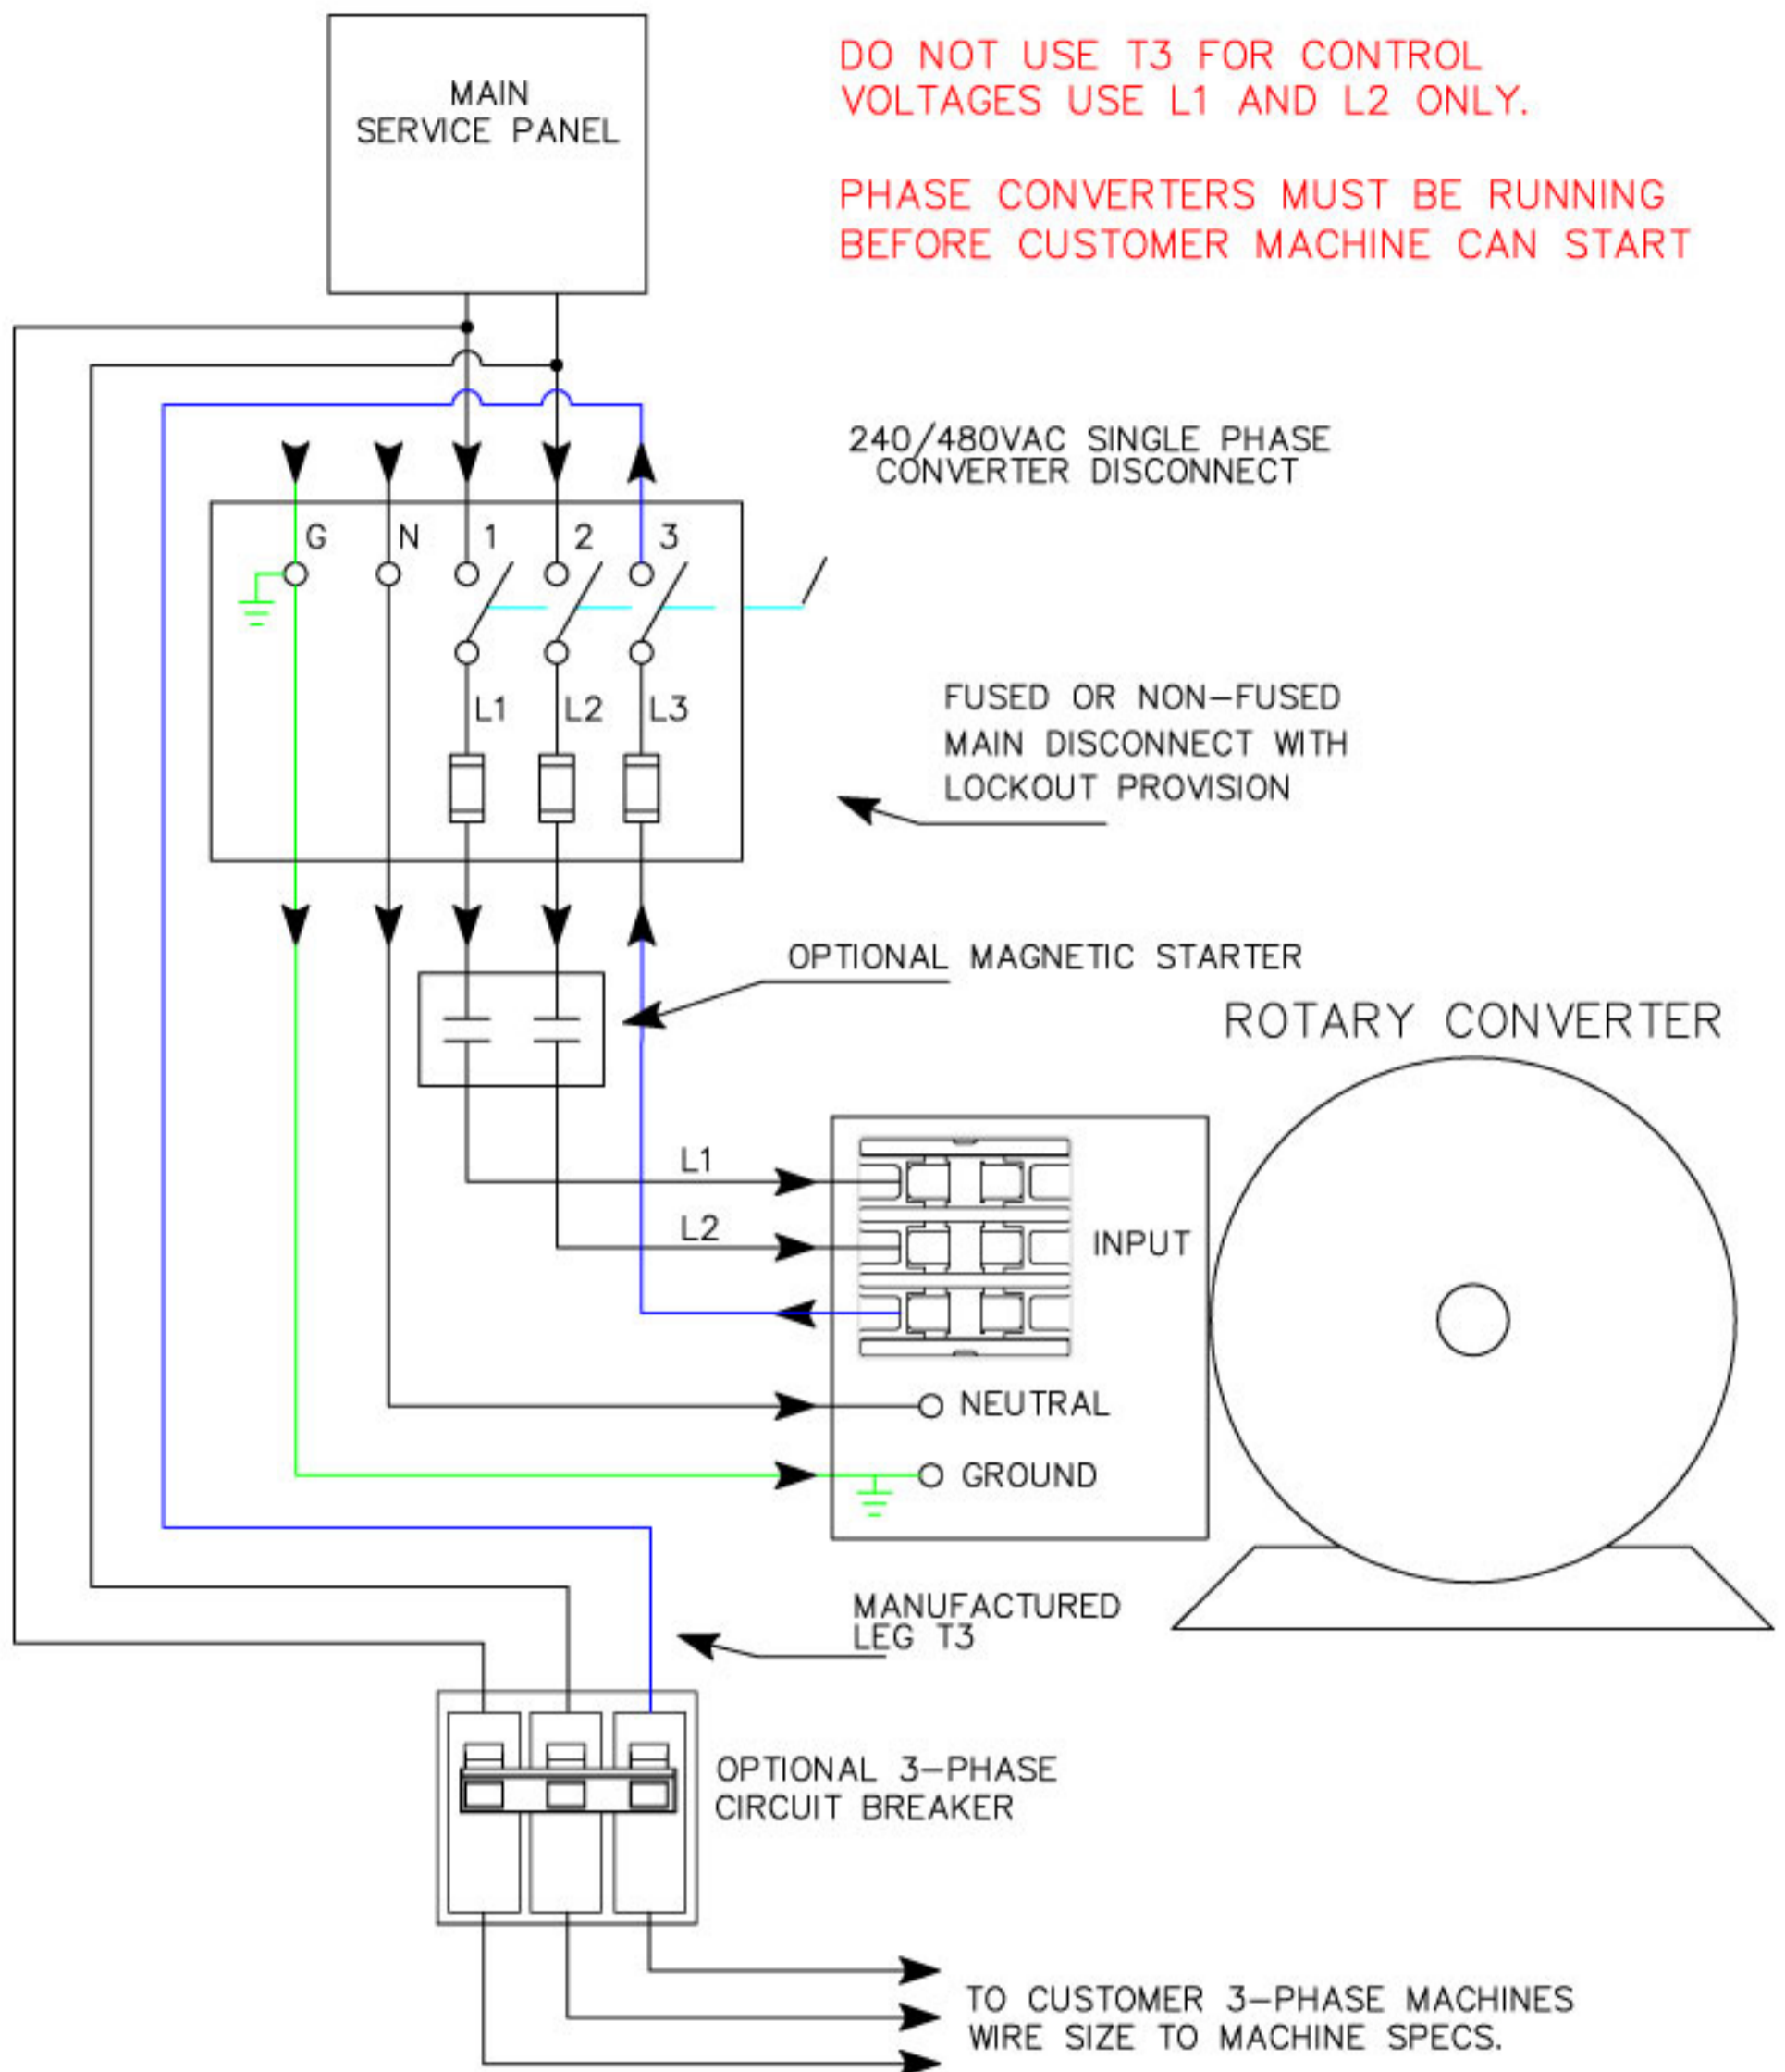 MAIN
SERVICE PANEL
DO NOT USE T3 FOR CONTROL
VOLTAGES USE L1 AND L2 ONLY.
PHASE CONVERTERS MUST BE RUNNING
BEFORE CUSTOMER MACHINE CAN START
240/480VAC SINGLE PHASE
CONVERTER DISCONNECT
G N 1 2 3
L1 L2 L3
FUSED OR NON-FUSED
MAIN DISCONNECT WITH
LOCKOUT PROVISION
OPTIONAL MAGNETIC STARTER
ROTARY CONVERTER
L1
L2
INPUT
NEUTRAL
GROUND
MANUFACTURED
LEG T3
OPTIONAL 3-PHASE
CIRCUIT BREAKER
TO CUSTOMER 3-PHASE MACHINES
WIRE SIZE TO MACHINE SPECS.